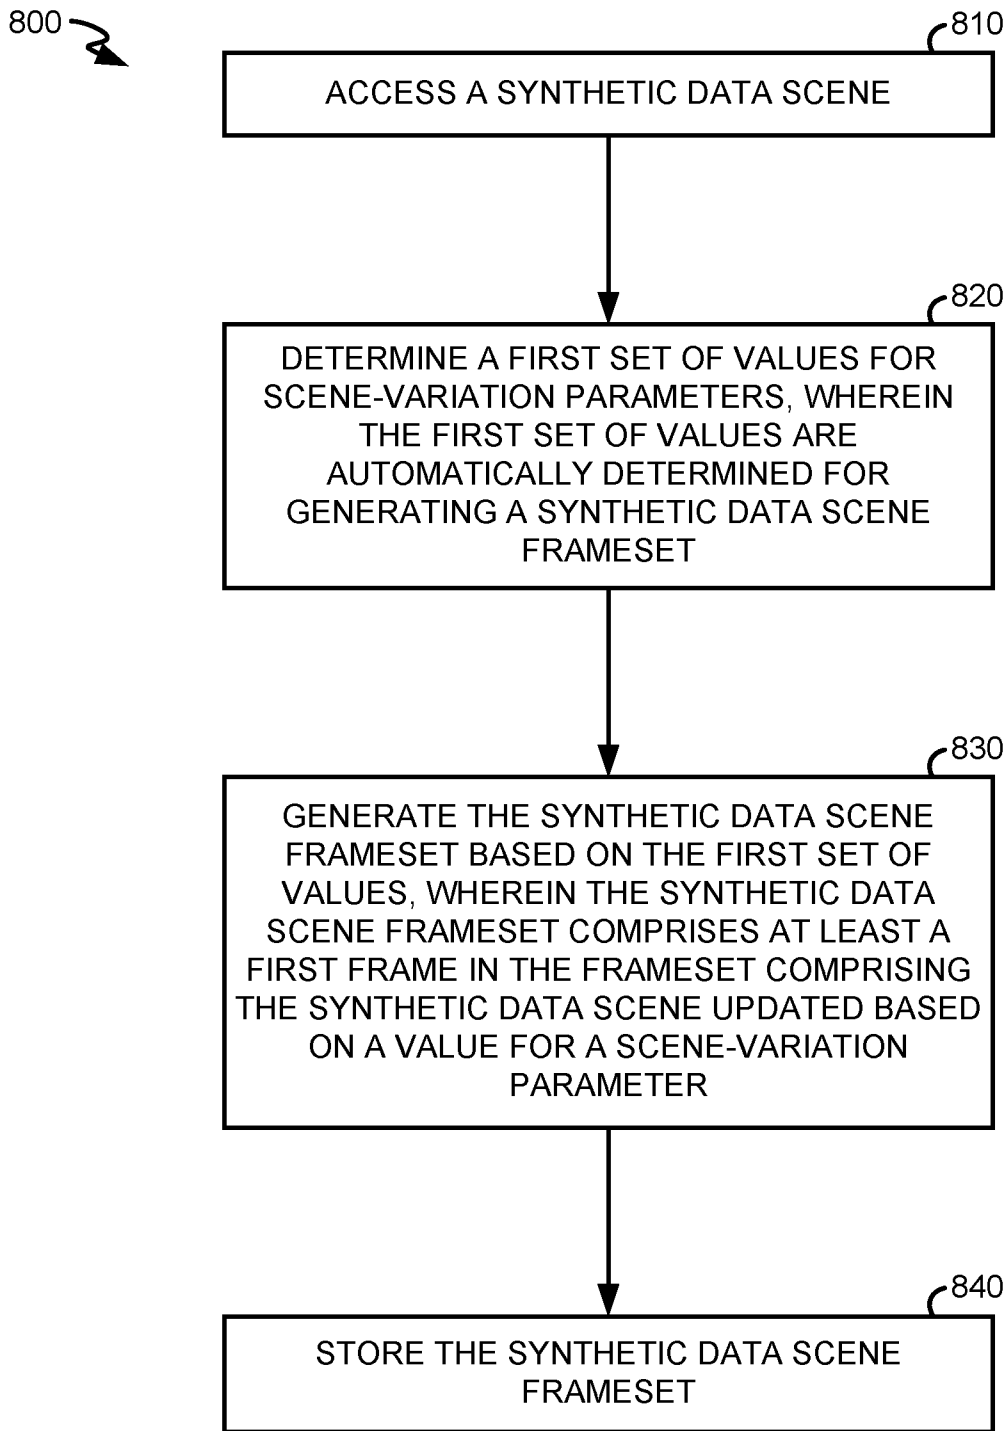 800
810
ACCESS A SYNTHETIC DATA SCENE
820
DETERMINE A FIRST SET OF VALUES FOR
SCENE-VARIATION PARAMETERS, WHEREIN
THE FIRST SET OF VALUES ARE
AUTOMATICALLY DETERMINED FOR
GENERATING A SYNTHETIC DATA SCENE
FRAMESET
830
GENERATE THE SYNTHETIC DATA SCENE
FRAMESET BASED ON THE FIRST SET OF
VALUES, WHEREIN THE SYNTHETIC DATA
SCENE FRAMESET COMPRISES AT LEAST A
FIRST FRAME IN THE FRAMESET COMPRISING
THE SYNTHETIC DATA SCENE UPDATED BASED
ON A VALUE FOR A SCENE-VARIATION
PARAMETER
840
STORE THE SYNTHETIC DATA SCENE
FRAMESET